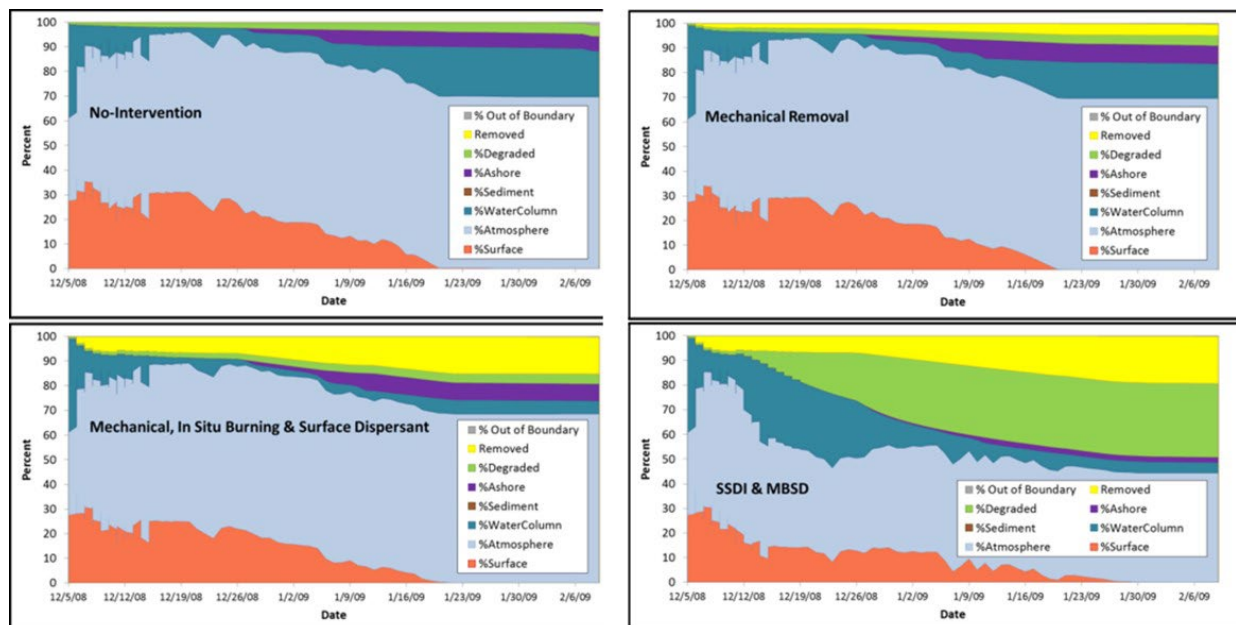 100
90
80
70
60
50
40
30
20
10
0
Percent
No-Intervention
% Out of Boundary
Removed
%Degraded
%Ashore
%Sediment
%WaterColumn
%Atmosphere
%Surface
12/5/08 12/12/08 12/19/08 12/26/08 1/2/09 1/9/09 1/16/09 1/23/09 1/30/09 2/6/09
Date
100
90
80
70
60
50
40
30
20
10
0
Percent
Mechanical Removal
% Out of Boundary
Removed
%Degraded
%Ashore
%Sediment
%WaterColumn
%Atmosphere
%Surface
12/5/08 12/12/08 12/19/08 12/26/08 1/2/09 1/9/09 1/16/09 1/23/09 1/30/09 2/6/09
Date
100
90
80
70
60
50
40
30
20
10
0
Percent
Mechanical, In Situ Burning & Surface Dispersant
% Out of Boundary
Removed
%Degraded
%Ashore
%Sediment
%WaterColumn
%Atmosphere
%Surface
12/5/08 12/12/08 12/19/08 12/26/08 1/2/09 1/9/09 1/16/09 1/23/09 1/30/09 2/6/09
Date
100
90
80
70
60
50
40
30
20
10
0
Percent
SSDI & MBSD
% Out of Boundary Removed
%Degraded %Ashore
%Sediment %WaterColumn
%Atmosphere %Surface
12/5/08 12/12/08 12/19/08 12/26/08 1/2/09 1/9/09 1/16/09 1/23/09 1/30/09 2/6/09
Date